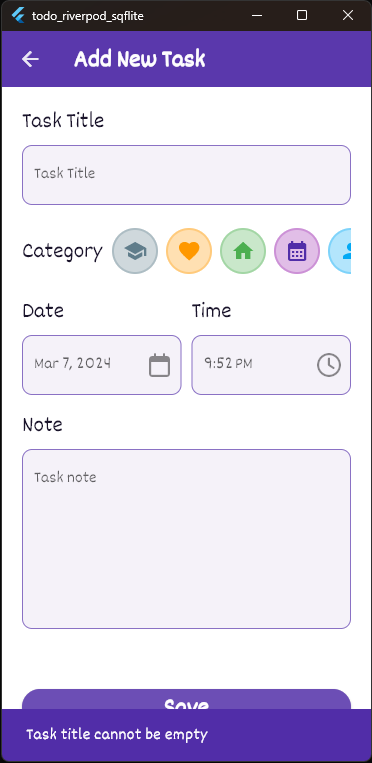 todo_riverpod_sqflite
Add New Task
Task Title
Task Title
Category
Date Time
Mar 7, 2024 9:52 PM
Note
Task note
Save
Task title cannot be empty